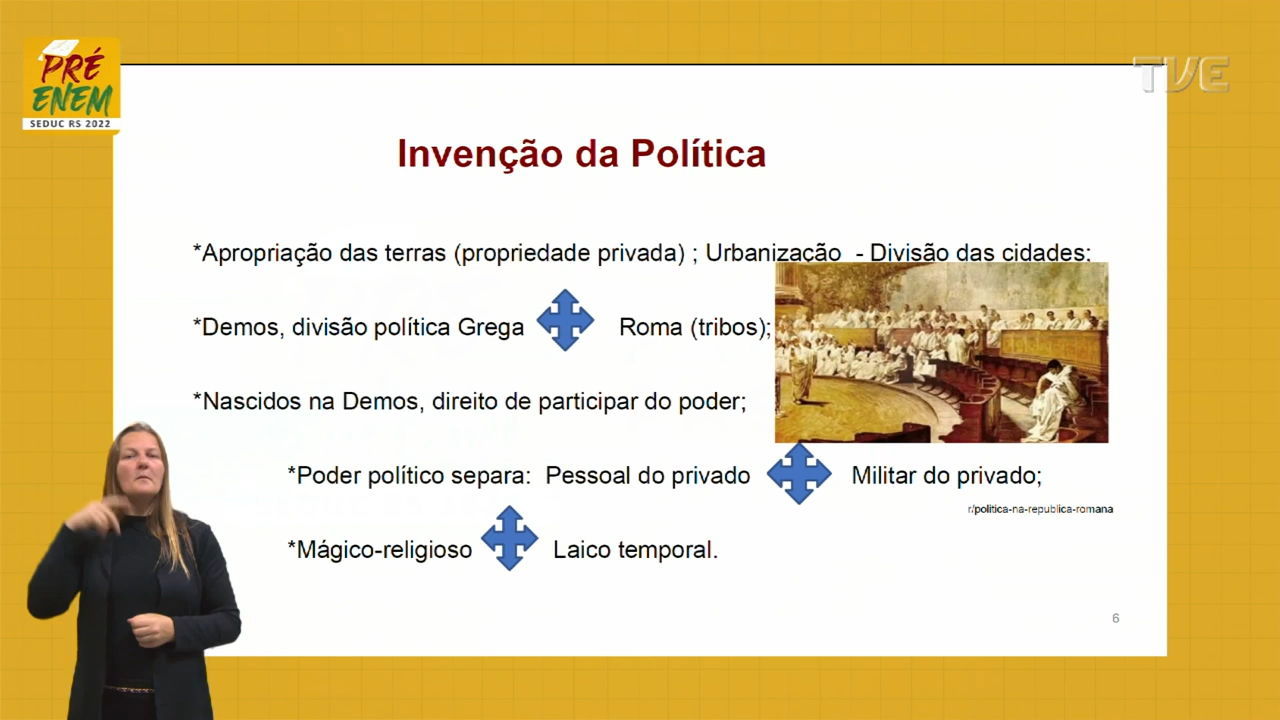 PRÉ
ENEM
SEDUC RS 2022
TVE
Invenção da Política
*Apropriação das terras (propriedade privada) ; Urbanização - Divisão das cidades;
*Demos, divisão política Grega Roma (tribos);
*Nascidos na Demos, direito de participar do poder;
*Poder político separa: Pessoal do privado Militar do privado;
r/politica-na-republica-romana
*Mágico-religioso Laico temporal.
6